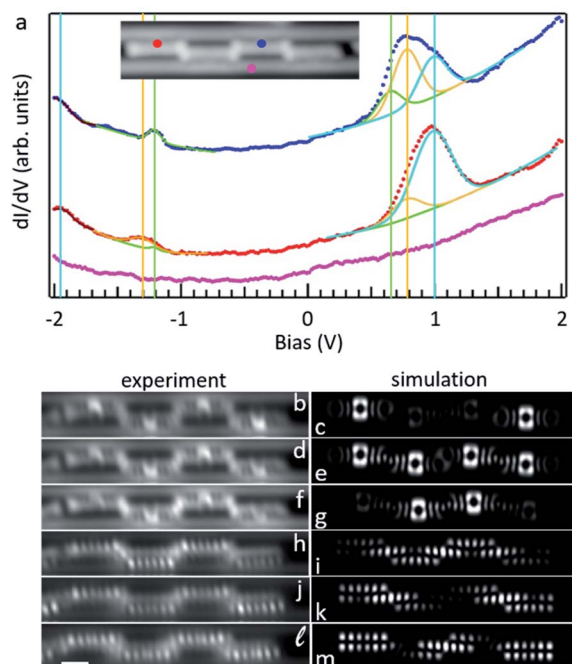 a
dI/dV (arb. units)
-2 -1 0 1 2
Bias (V)
experiment simulation
b c
d e
f g
h i
j k
ℓ m